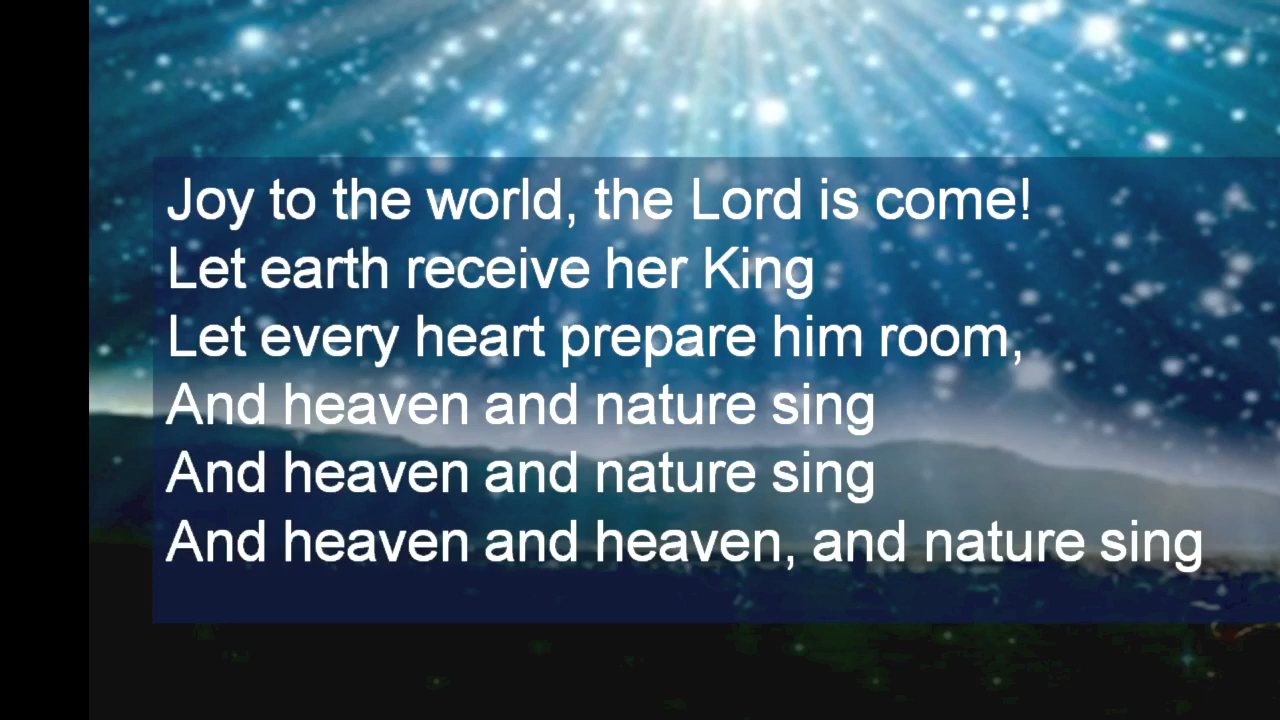 Joy to the world, the Lord is come!
Let earth receive her King
Let every heart prepare him room,
And heaven and nature sing
And heaven and nature sing
And heaven and heaven, and nature sing